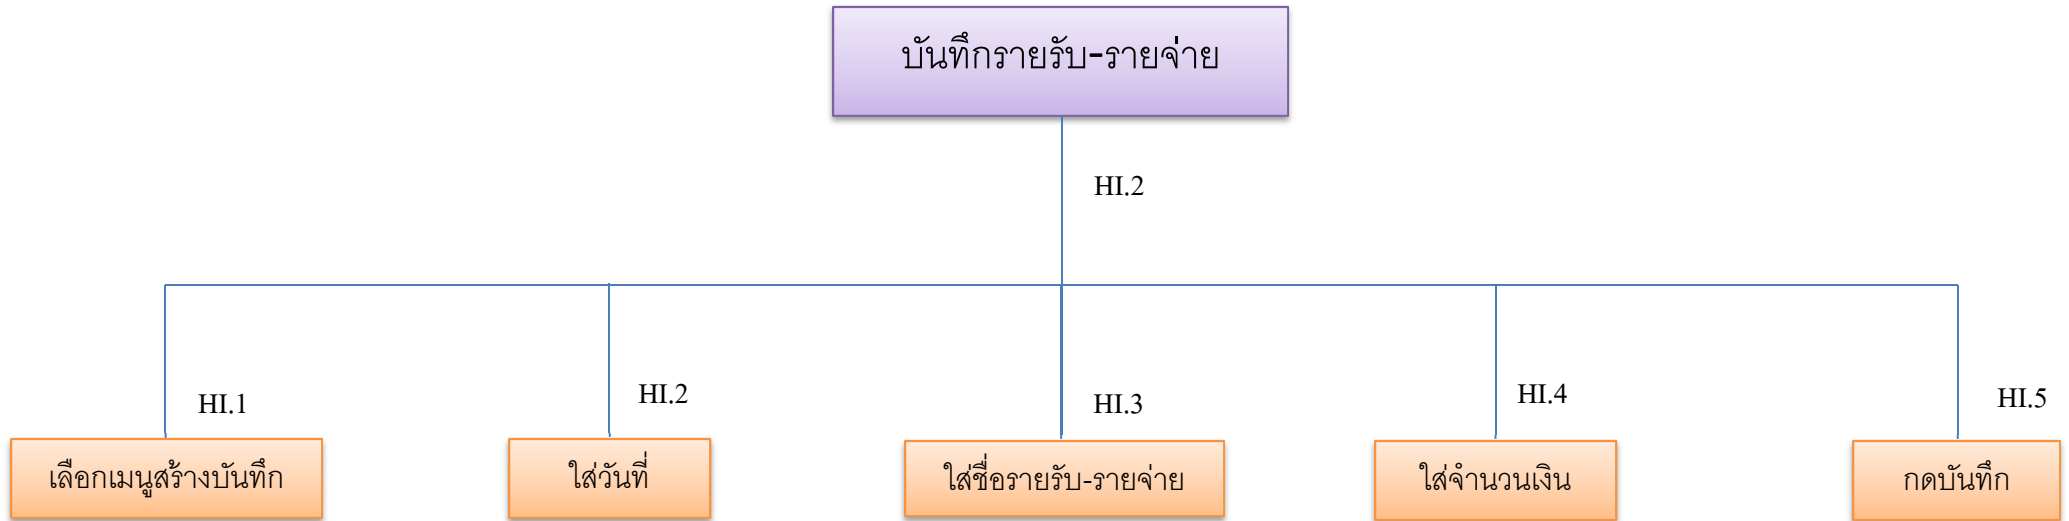 บันทึกรายรับ-รายจ่าย
HI.2
HI.1
HI.2
HI.3
HI.4
HI.5
เลือกเมนูสร้างบันทึก
ใส่วันที่
ใส่ชื่อรายรับ-รายจ่าย
ใส่จำนวนเงิน
กดบันทึก